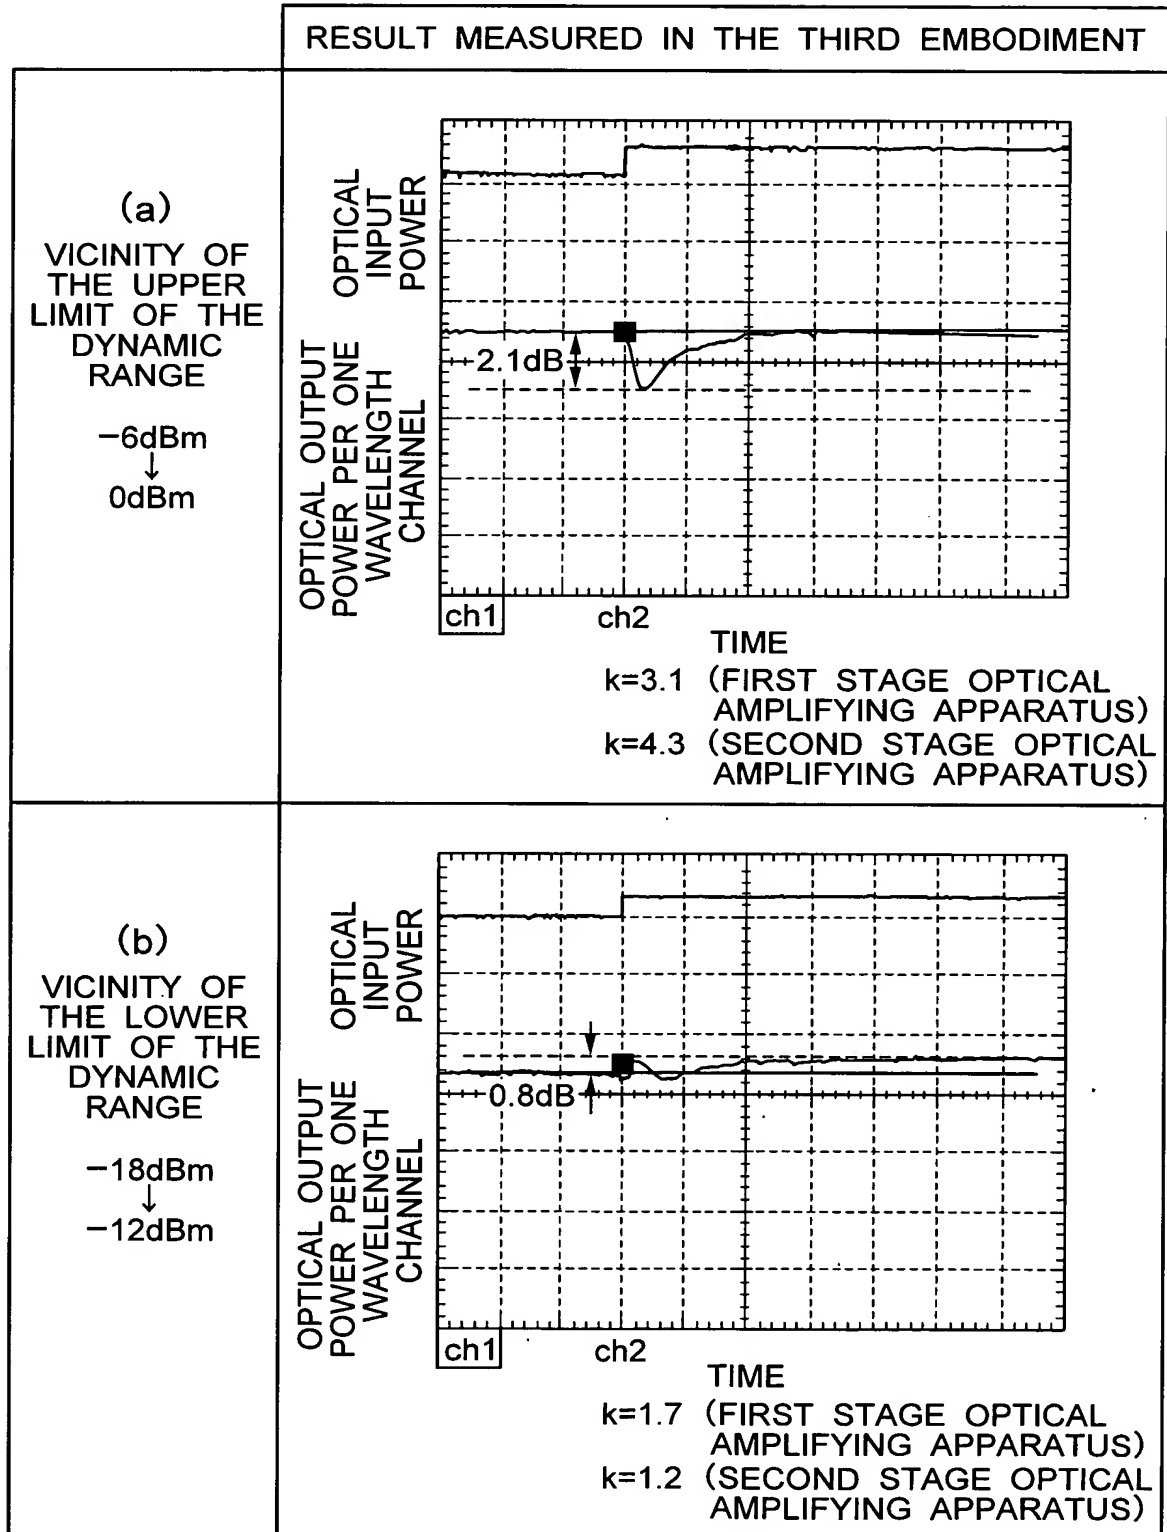 RESULT MEASURED IN THE THIRD EMBODIMENT
(a)
VICINITY OF
THE UPPER
LIMIT OF THE
DYNAMIC
RANGE
−6dBm
↓
0dBm
OPTICAL
INPUT
POWER
OPTICAL OUTPUT
POWER PER ONE
WAVELENGTH
CHANNEL
2.1dB
ch1
ch2
TIME
k=3.1 (FIRST STAGE OPTICAL
AMPLIFYING APPARATUS)
k=4.3 (SECOND STAGE OPTICAL
AMPLIFYING APPARATUS)
(b)
VICINITY OF
THE LOWER
LIMIT OF THE
DYNAMIC
RANGE
−18dBm
↓
−12dBm
OPTICAL
INPUT
POWER
OPTICAL OUTPUT
POWER PER ONE
WAVELENGTH
CHANNEL
0.8dB
ch1
ch2
TIME
k=1.7 (FIRST STAGE OPTICAL
AMPLIFYING APPARATUS)
k=1.2 (SECOND STAGE OPTICAL
AMPLIFYING APPARATUS)